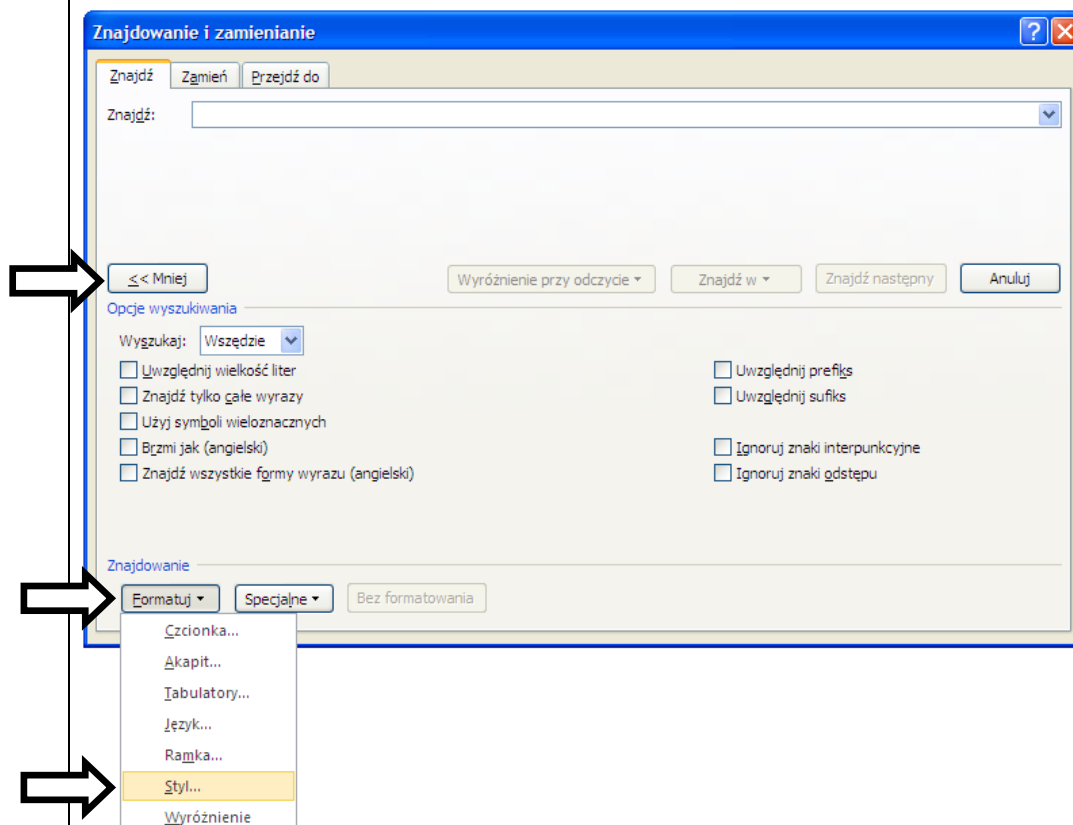 Znajdowanie i zamienianie
Znajdź Zamień Przejdź do
Znajdź:
<< Mniej Wyróżnienie przy odczycie Znajdź w Znajdź następny Anuluj
Opcje wyszukiwania
Wyszukaj: Wszędzie
Uwzględnij wielkość liter Uwzględnij prefiks
Znajdź tylko całe wyrazy Uwzględnij sufiks
Użyj symboli wieloznacznych
Brzmi jak (angielski) Ignoruj znaki interpunkcyjne
Znajdź wszystkie formy wyrazu (angielski) Ignoruj znaki odstępu
Znajdowanie
Formatuj Specjalne Bez formatowania
Czcionka...
Akapit...
Tabulatory...
Język...
Ramka...
Styl...
Wyróżnienie